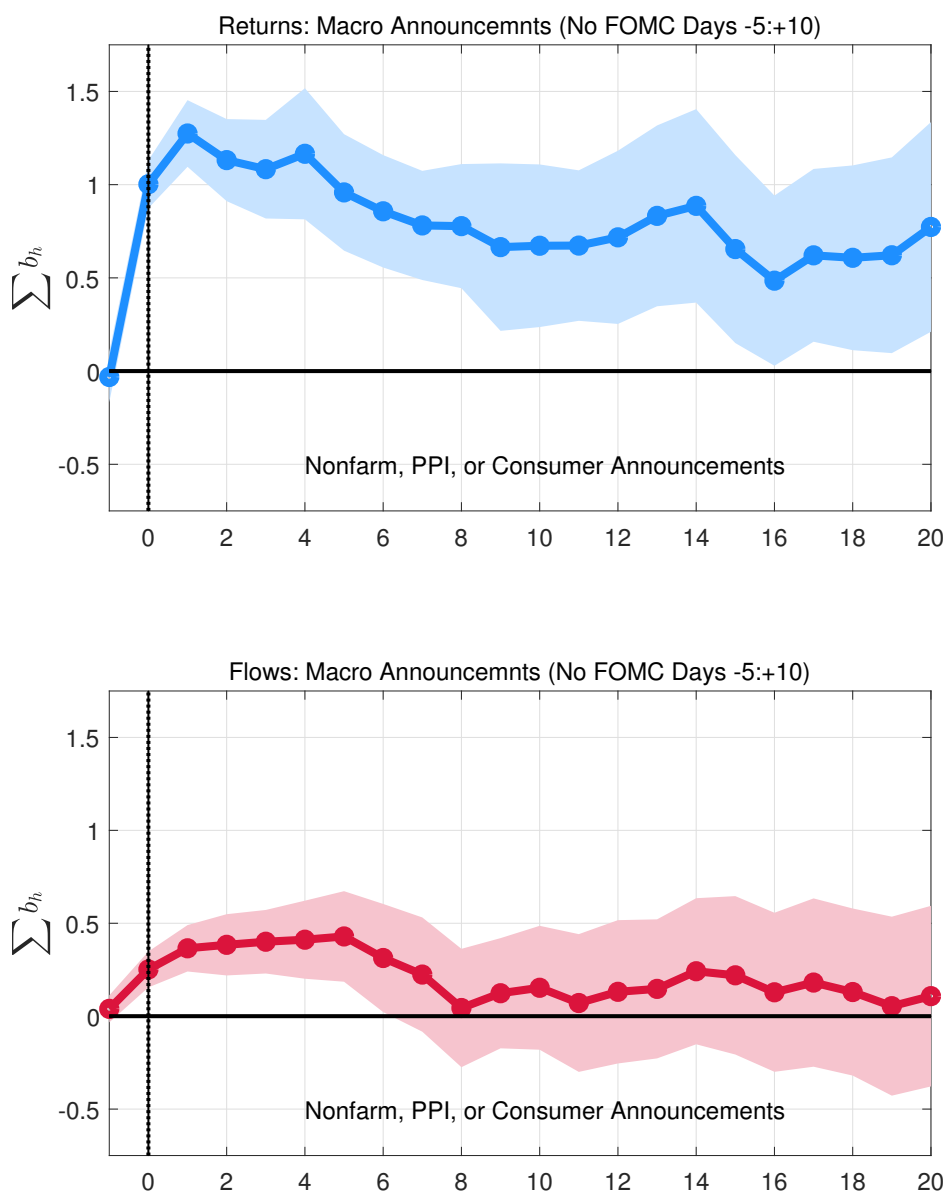 Returns: Macro Announcemnts (No FOMC Days -5:+10)
1.5
1
0.5
0
-0.5
∑ b_h
Nonfarm, PPI, or Consumer Announcements
0 2 4 6 8 10 12 14 16 18 20
Flows: Macro Announcemnts (No FOMC Days -5:+10)
1.5
1
0.5
0
-0.5
∑ b_h
Nonfarm, PPI, or Consumer Announcements
0 2 4 6 8 10 12 14 16 18 20